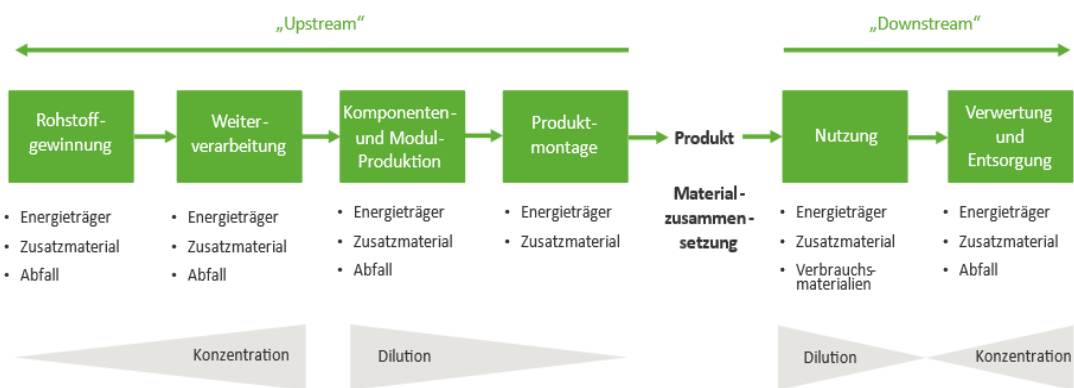 „Upstream“
„Downstream“
Rohstoff-
gewinnung
Weiter-
verarbeitung
Komponenten-
und Modul-
Produktion
Produkt-
montage
Produkt
Nutzung
Verwertung
und
Entsorgung
Material-
zusammen-
setzung
• Energieträger
• Zusatzmaterial
• Abfall
• Energieträger
• Zusatzmaterial
• Abfall
• Energieträger
• Zusatzmaterial
• Abfall
• Energieträger
• Zusatzmaterial
• Energieträger
• Zusatzmaterial
• Verbrauchs-
materialien
• Energieträger
• Zusatzmaterial
• Abfall
Konzentration
Dilution
Dilution
Konzentration